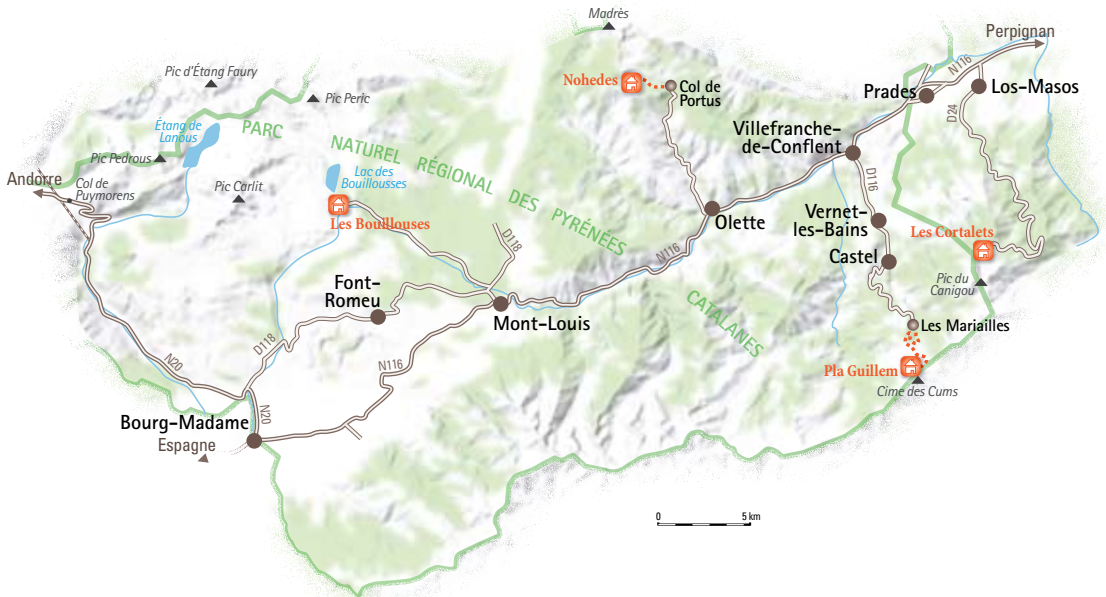 Madrès
Perpignan
Pic d'Étang Faury
N116
Nohedes
Col de
Portus
Prades
Los-Masos
Pic Peric
D24
Étang de
Lanous
PARC NATUREL RÉGIONAL DES PYRÉNÉES
CATALANES
Villefranche-
de-Conflent
Pic Pedrous
Andorre
Col de
Puymorens
Pic Carlit
Lac des
Bouillousses
D116
Les Bouillouses
Olette
Vernet-
les-Bains
Les Cortalets
D118
N116
Castel
Font-
Romeu
Pic du
Canigou
Mont-Louis
Les Mariailles
D118
N20
N116
Pla Guillem
Cime des Cums
N20
Bourg-Madame
Espagne
0 5 km